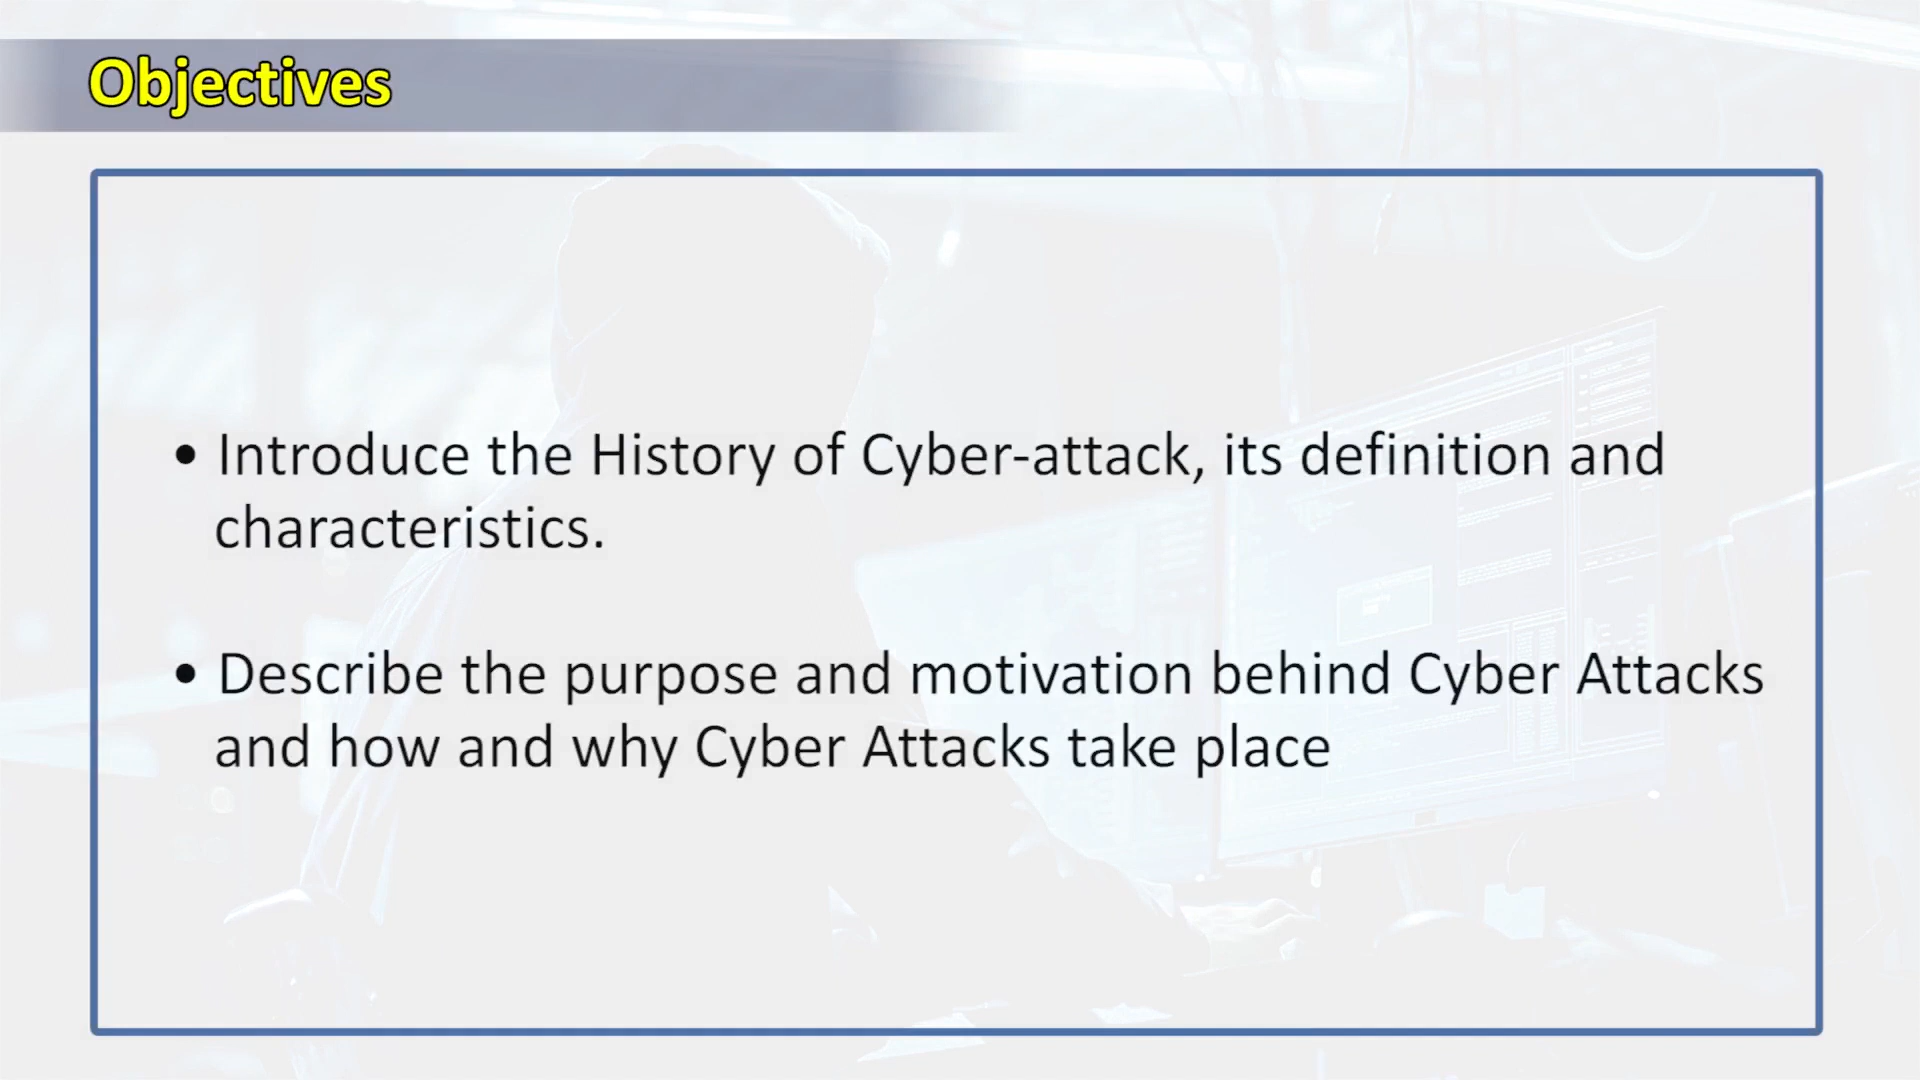 Objectives
• Introduce the History of Cyber-attack, its definition and
characteristics.
• Describe the purpose and motivation behind Cyber Attacks
and how and why Cyber Attacks take place